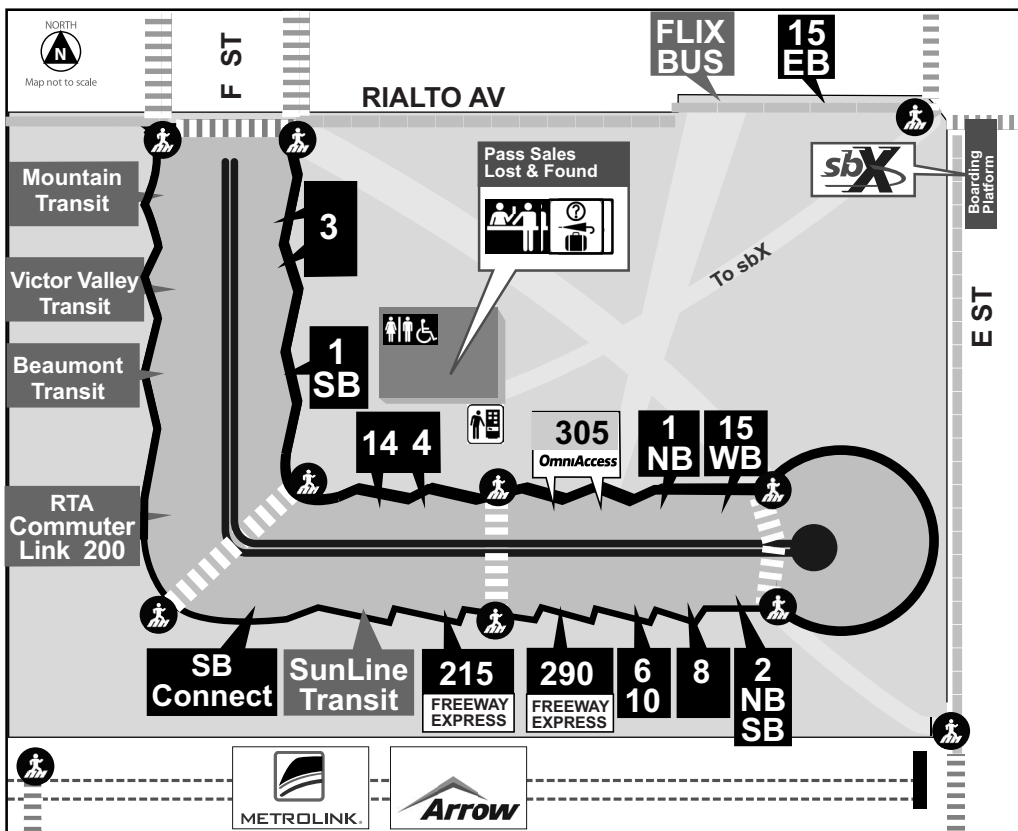 NORTH
N
Map not to scale
F ST
RIALTO AV
FLIX
BUS
15
EB
Mountain
Transit
3
Pass Sales
Lost & Found
?
sbX
Boarding
Platform
Victor Valley
Transit
To sbX
E ST
Beaumont
Transit
1
SB
14
4
305
OmniAccess
1
NB
15
WB
RTA
Commuter
Link 200
SB
Connect
SunLine
Transit
215
FREEWAY
EXPRESS
290
FREEWAY
EXPRESS
6
10
8
2
NB
SB
METROLINK.
Arrow